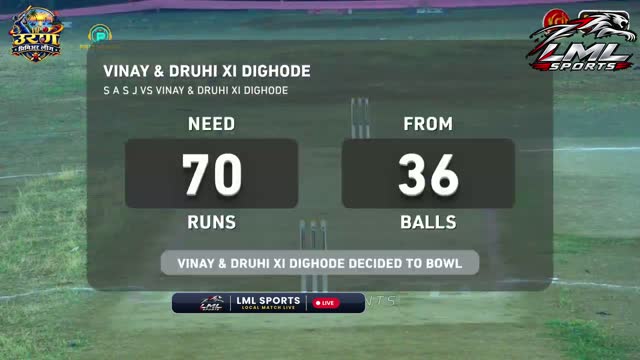 उरण
LML
SPORTS
VINAY & DRUHI XI DIGHODE
S A S J VS VINAY & DRUHI XI DIGHODE
NEED
FROM
70
36
RUNS
BALLS
VINAY & DRUHI XI DIGHODE DECIDED TO BOWL
LML SPORTS
LOCAL MATCH LIVE
LIVE